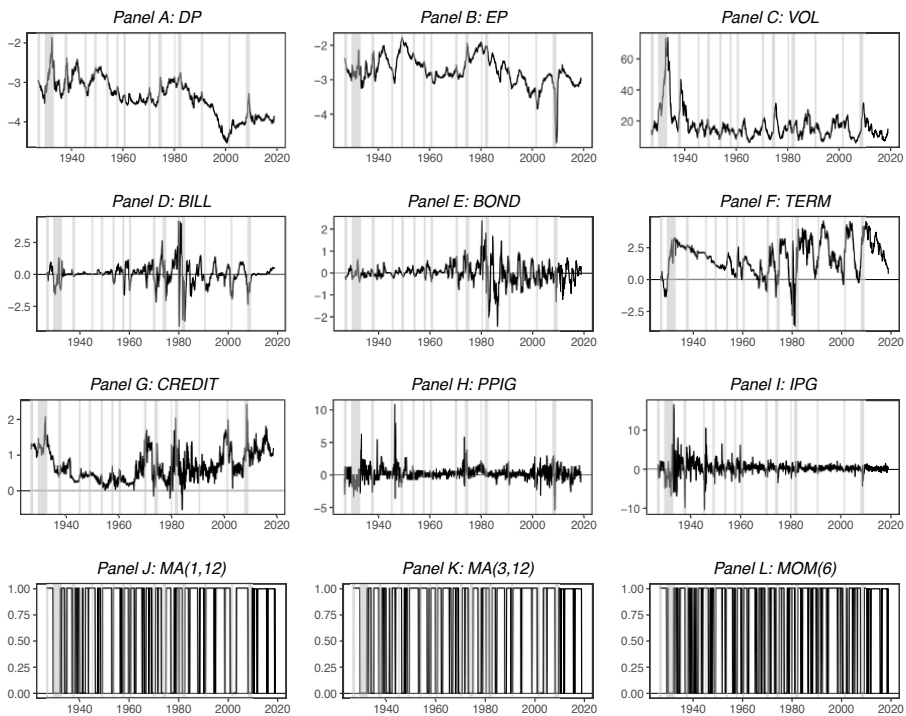 Panel A: DP
Panel B: EP
Panel C: VOL
−2
−3
−4
1940 1960 1980 2000 2020
−2
−3
−4
1940 1960 1980 2000 2020
60
40
20
1940 1960 1980 2000 2020
Panel D: BILL
Panel E: BOND
Panel F: TERM
2.5
0.0
−2.5
1940 1960 1980 2000 2020
2
1
0
−1
−2
1940 1960 1980 2000 2020
2.5
0.0
−2.5
1940 1960 1980 2000 2020
Panel G: CREDIT
Panel H: PPIG
Panel I: IPG
2
1
0
1940 1960 1980 2000 2020
10
5
0
−5
1940 1960 1980 2000 2020
10
0
−10
1940 1960 1980 2000 2020
Panel J: MA(1,12)
Panel K: MA(3,12)
Panel L: MOM(6)
1.00
0.75
0.50
0.25
0.00
1940 1960 1980 2000 2020
1.00
0.75
0.50
0.25
0.00
1940 1960 1980 2000 2020
1.00
0.75
0.50
0.25
0.00
1940 1960 1980 2000 2020